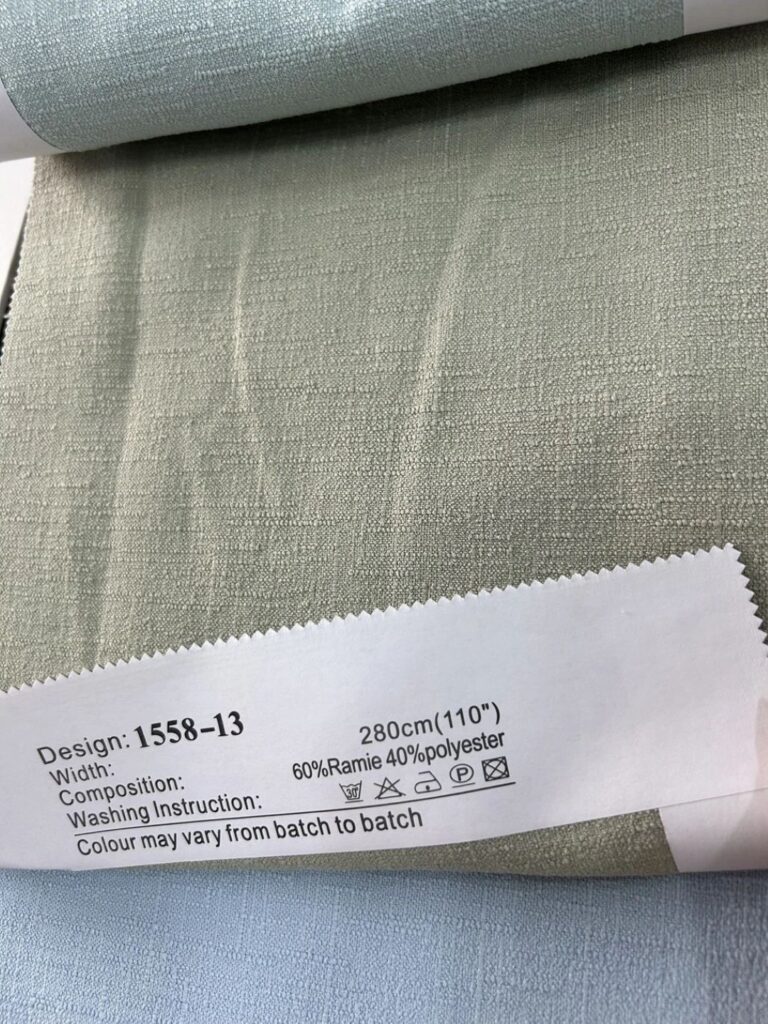 Design: 1558-13
Width: 280cm(110")
Composition: 60%Ramie 40%polyester
Washing Instruction: 30° P
Colour may vary from batch to batch